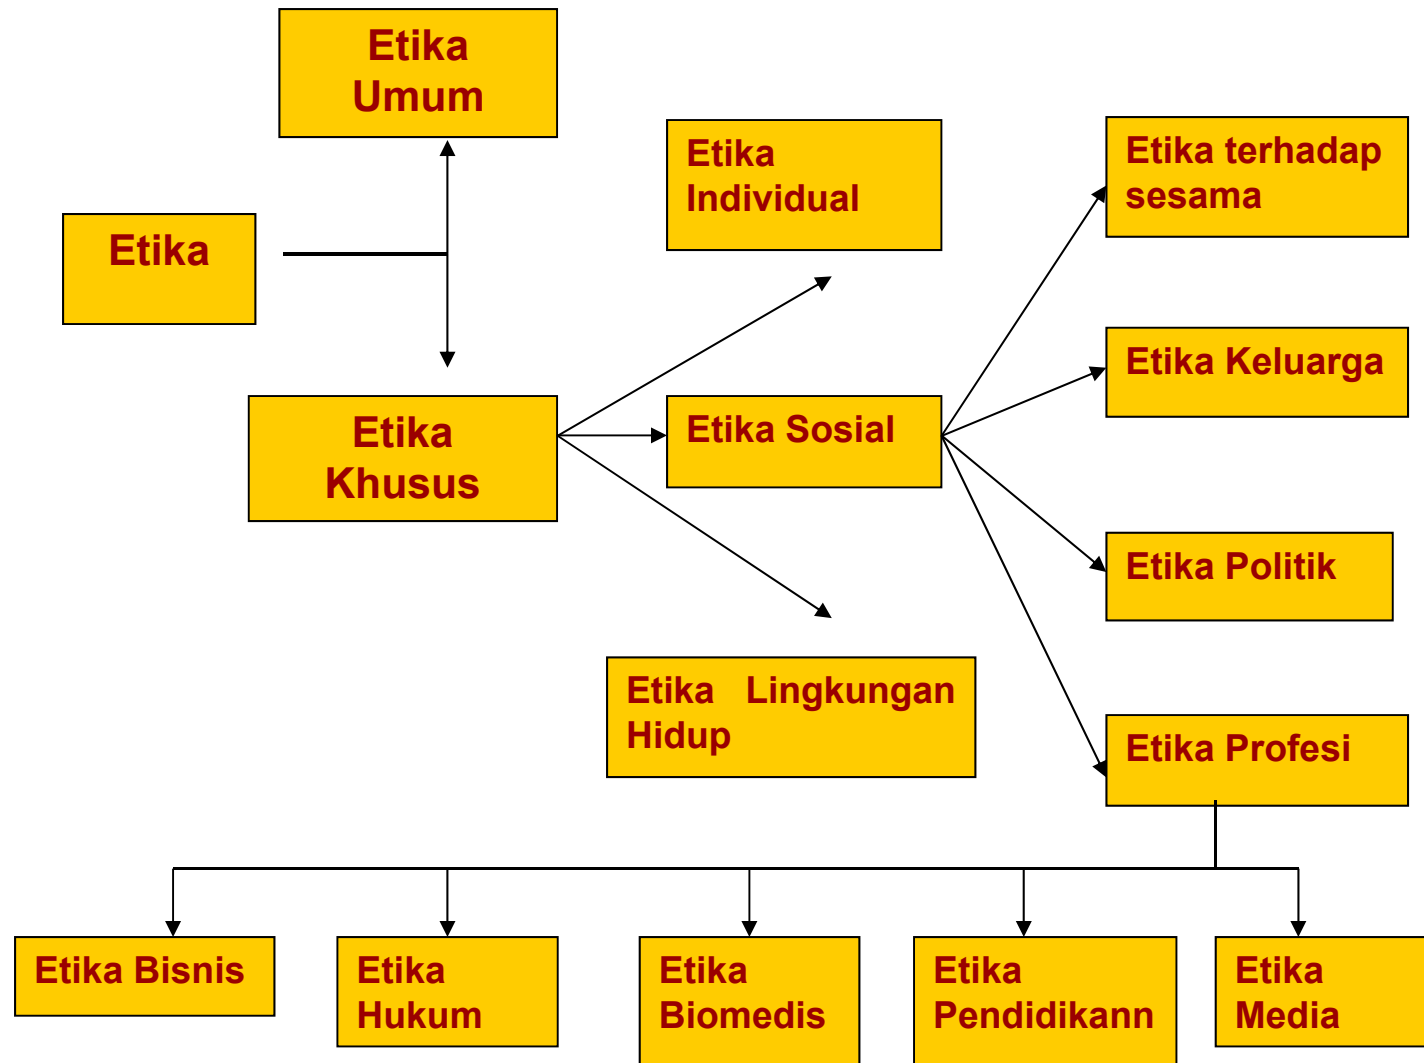 Etika
Umum
Etika
Individual
Etika terhadap
sesama
Etika
Etika Keluarga
Etika
Khusus
Etika Sosial
Etika Politik
Etika Lingkungan
Hidup
Etika Profesi
Etika Bisnis
Etika
Hukum
Etika
Biomedis
Etika
Pendidikann
Etika
Media